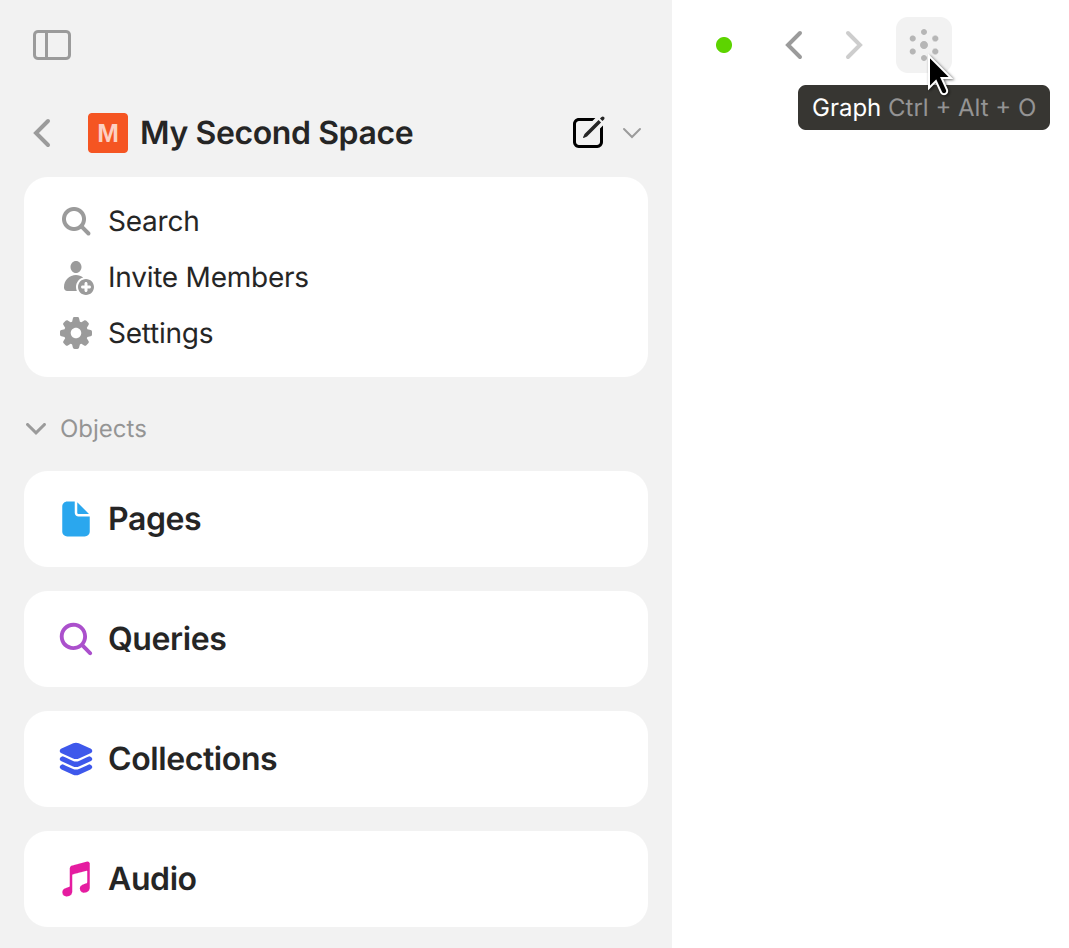 M My Second Space
Graph Ctrl + Alt + O
Search
Invite Members
Settings
Objects
Pages
Queries
Collections
Audio